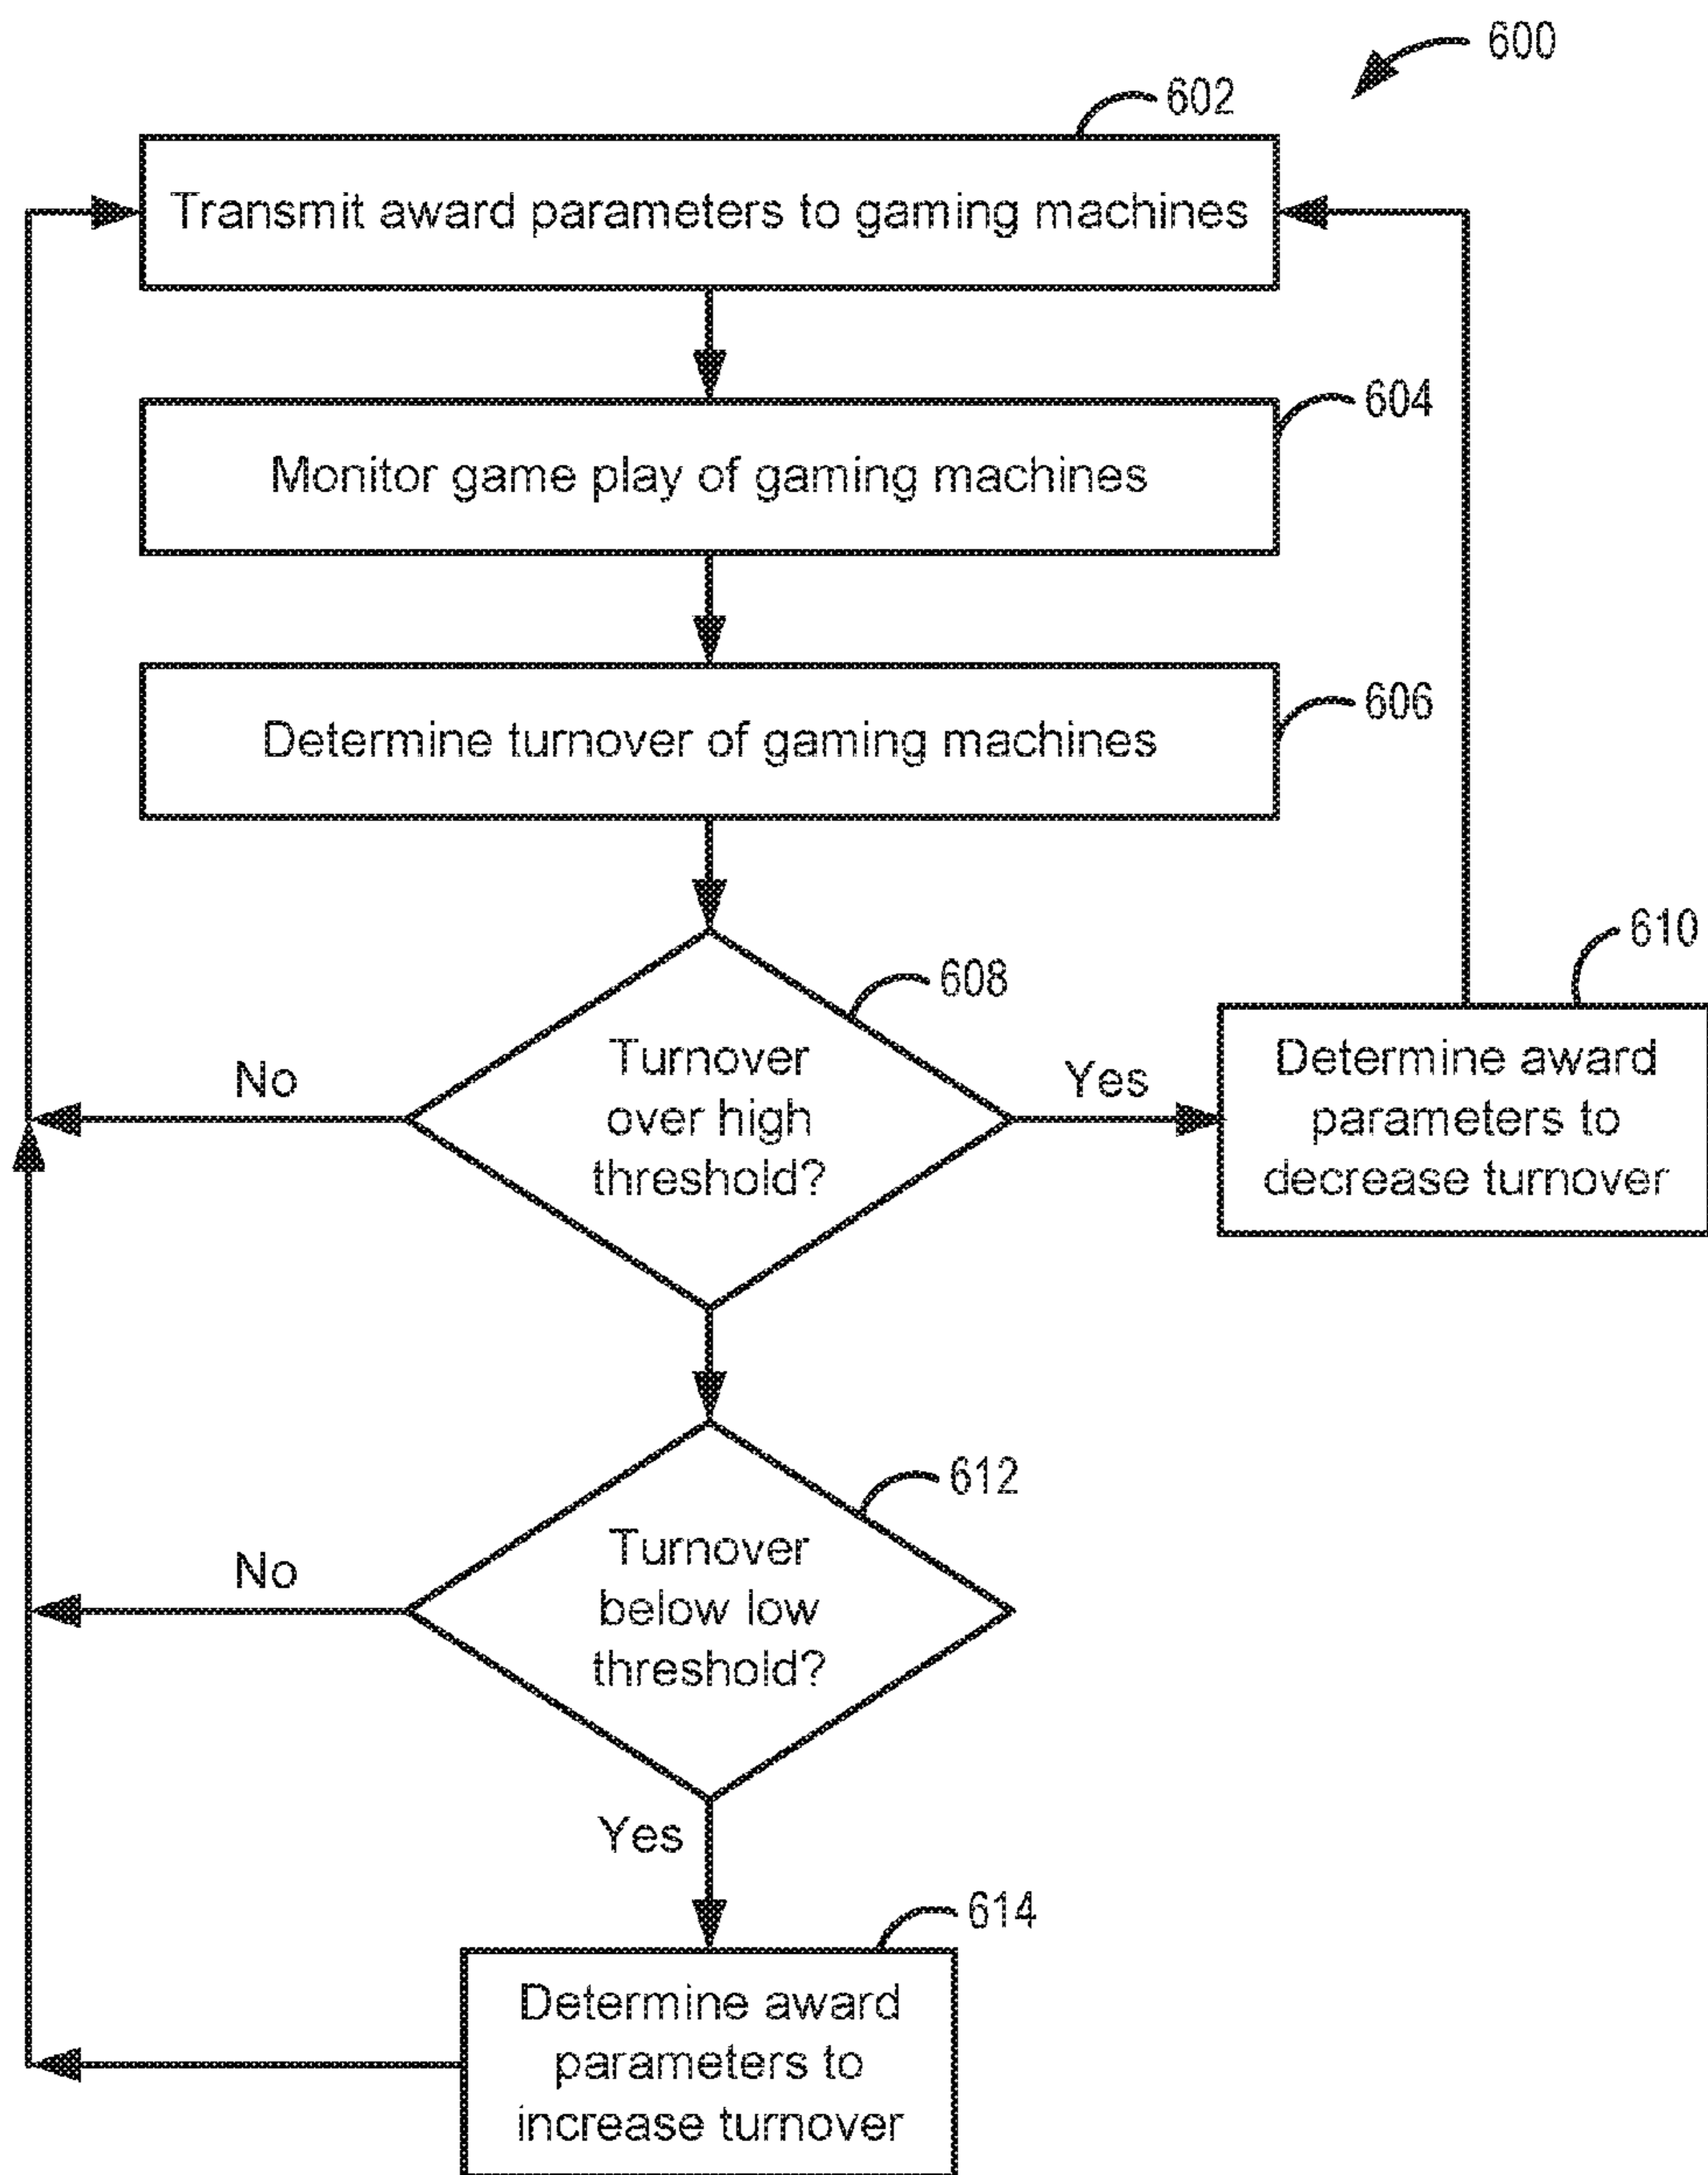 600
602
Transmit award parameters to gaming machines
604
Monitor game play of gaming machines
606
Determine turnover of gaming machines
608
Turnover
over high
threshold?
No
Yes
610
Determine award
parameters to
decrease turnover
612
Turnover
below low
threshold?
No
Yes
614
Determine award
parameters to
increase turnover